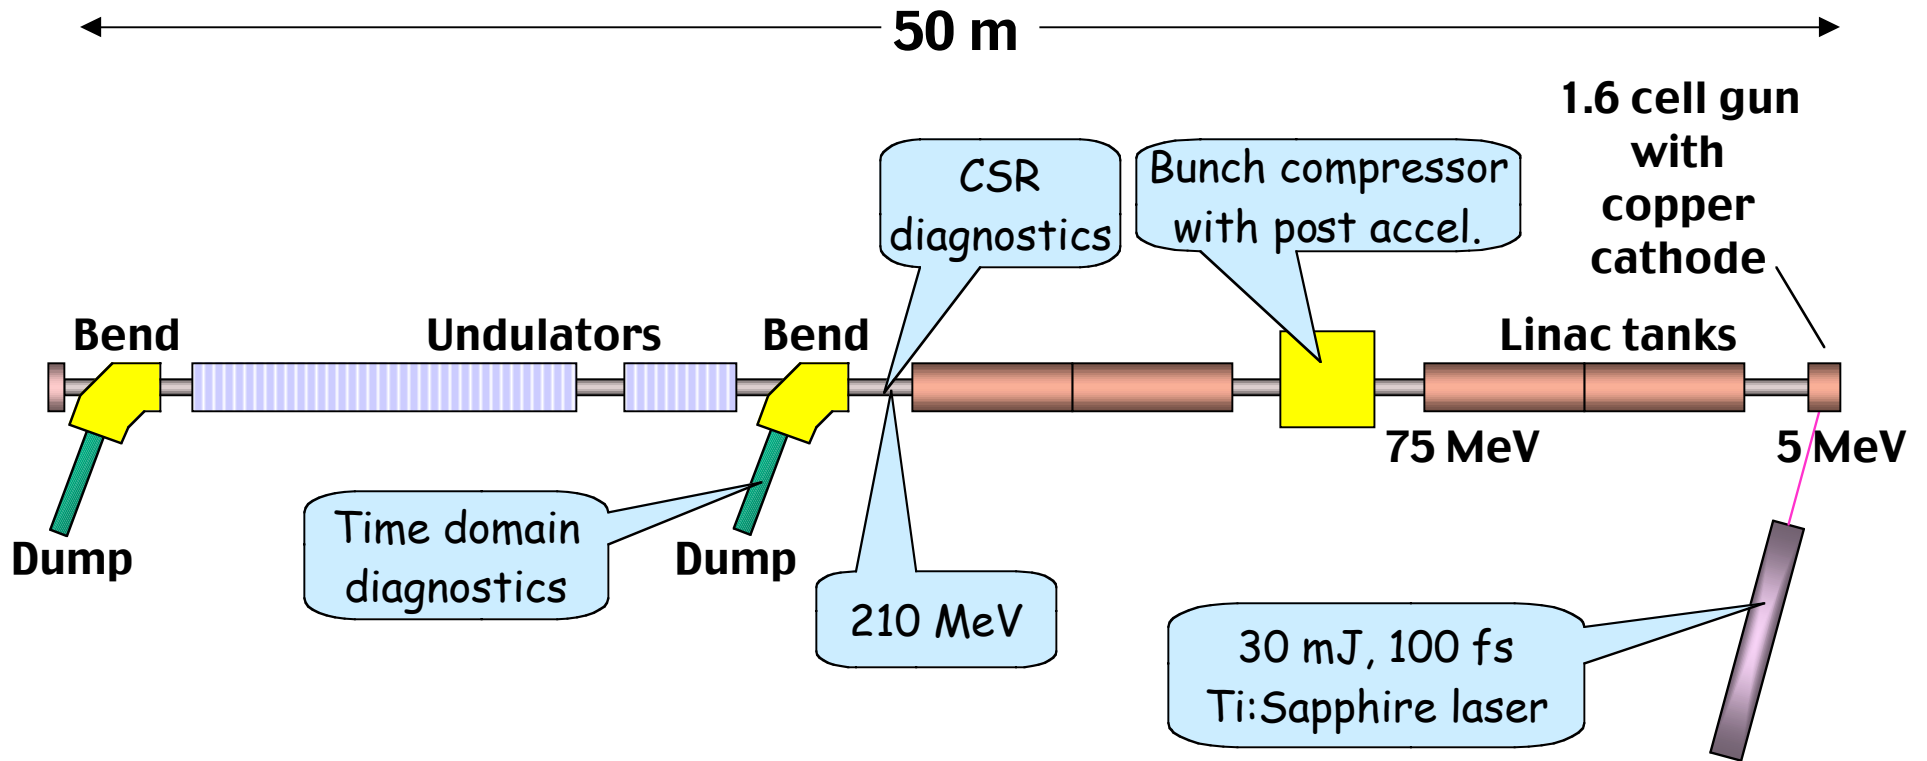 50 m
1.6 cell gun
with
copper
cathode
CSR
diagnostics
Bunch compressor
with post accel.
Bend
Undulators
Bend
Linac tanks
75 MeV
5 MeV
Time domain
diagnostics
Dump
Dump
210 MeV
30 mJ, 100 fs
Ti:Sapphire laser